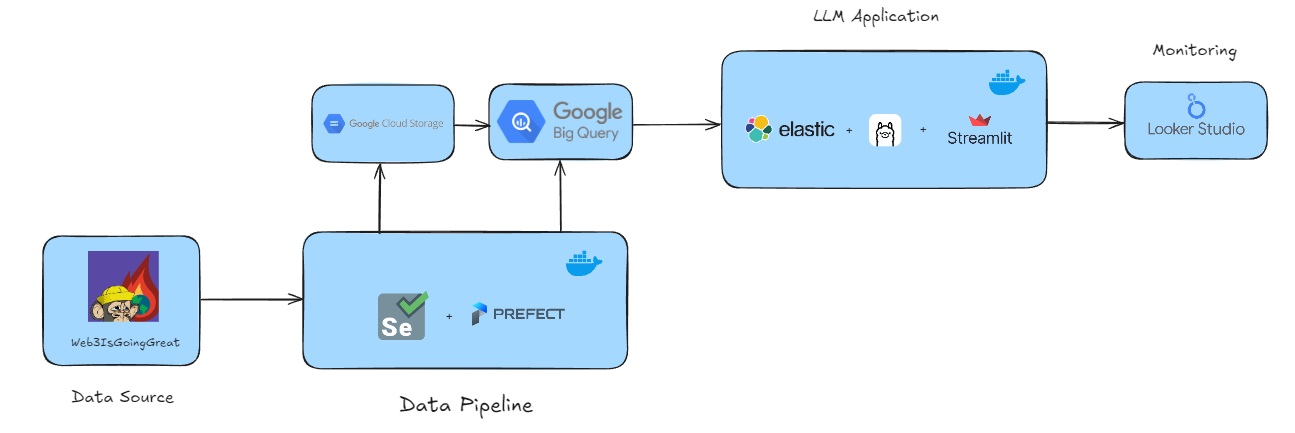 LLM Application
Monitoring
Google Cloud Storage
Google
Big Query
elastic
+
+
Streamlit
Looker Studio
Web3IsGoingGreat
Se
+
PREFECT
Data Source
Data Pipeline